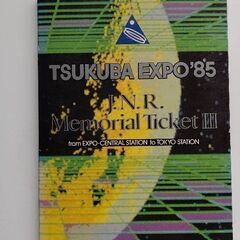 TSUKUBA EXPO'85
J.N.R.
Memorial Ticket III
from EXPO-CENTRAL STATION to TOKYO STATION